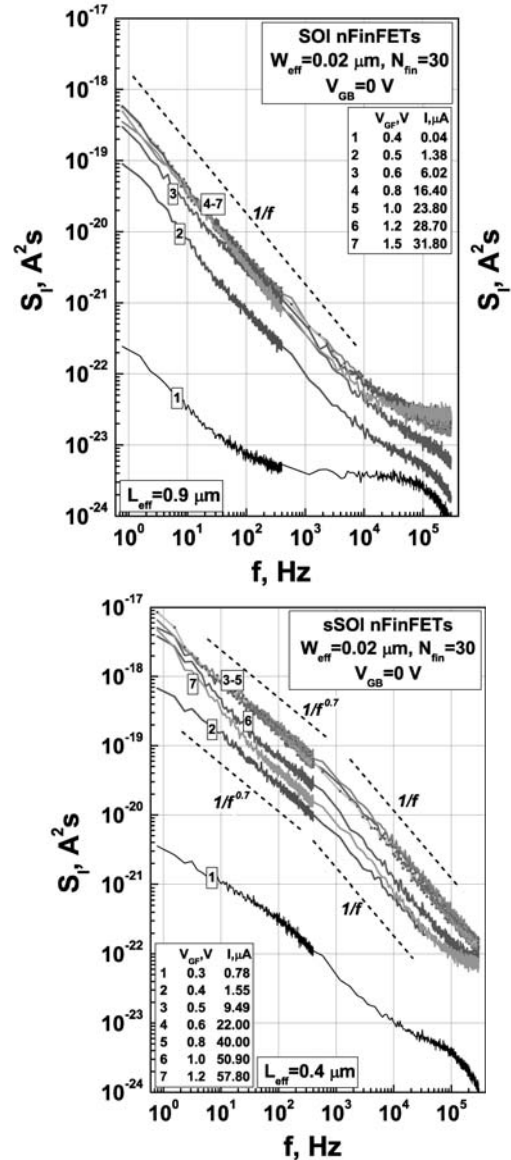 SOI nFinFETs
W_eff=0.02 μm, N_fin=30
V_GB=0 V
V_GF,V I,μA
1 0.4 0.04
2 0.5 1.38
3 0.6 6.02
4 0.8 16.40
5 1.0 23.80
6 1.2 28.70
7 1.5 31.80
10^-17
10^-18
10^-19
10^-20
10^-21
10^-22
10^-23
10^-24
S_I, A^2s
S_I, A^2s
1/f
4-7
3
2
1
L_eff=0.9 μm
10^0 10^1 10^2 10^3 10^4 10^5
f, Hz
sSOI nFinFETs
W_eff=0.02 μm, N_fin=30
V_GB=0 V
10^-17
10^-18
10^-19
10^-20
10^-21
10^-22
10^-23
10^-24
S_I, A^2s
3-5
1/f^0.7
7
6
2
1/f
1/f^0.7
1/f
1
V_GF,V I,μA
1 0.3 0.78
2 0.4 1.55
3 0.5 9.49
4 0.6 22.00
5 0.8 40.00
6 1.0 50.90
7 1.2 57.80
L_eff=0.4 μm
10^0 10^1 10^2 10^3 10^4 10^5
f, Hz